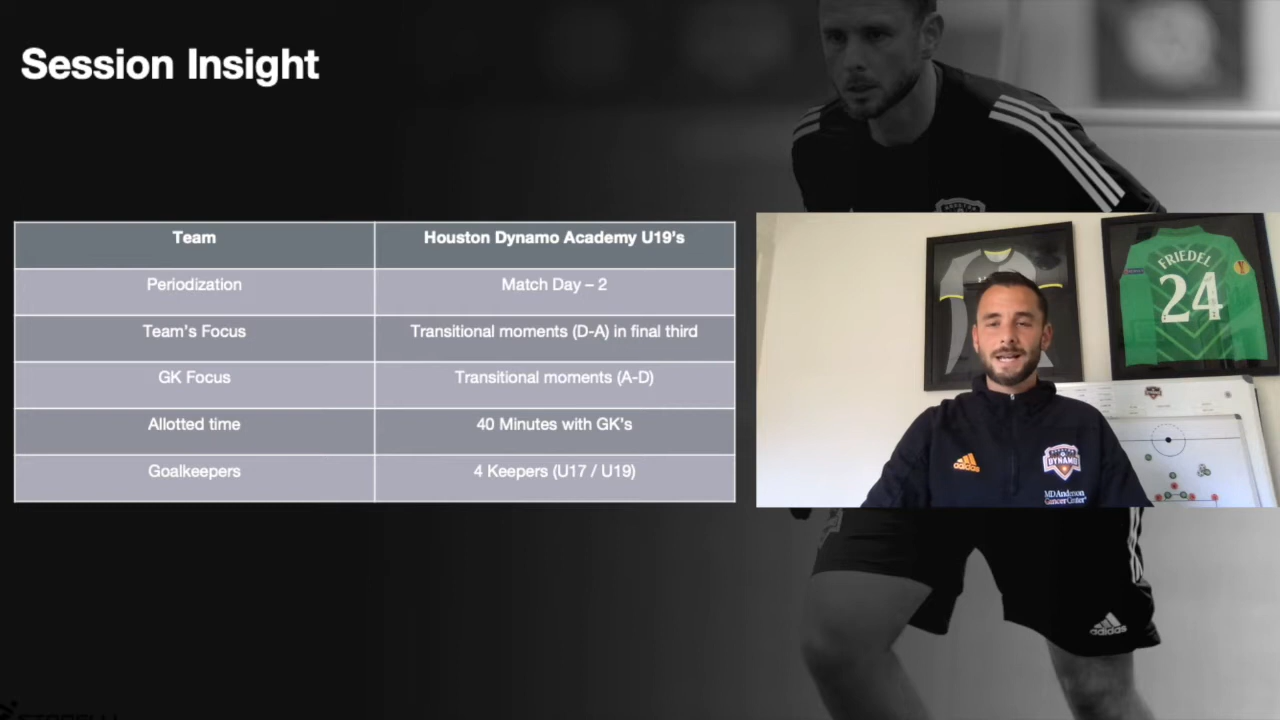 Session Insight
Team
Houston Dynamo Academy U19's
Periodization
Match Day – 2
Team's Focus
Transitional moments (D-A) in final third
GK Focus
Transitional moments (A-D)
Allotted time
40 Minutes with GK's
Goalkeepers
4 Keepers (U17 / U19)
FRIEDEL
24
adidas
DYNAMO
MD Anderson
Cancer Center
adidas